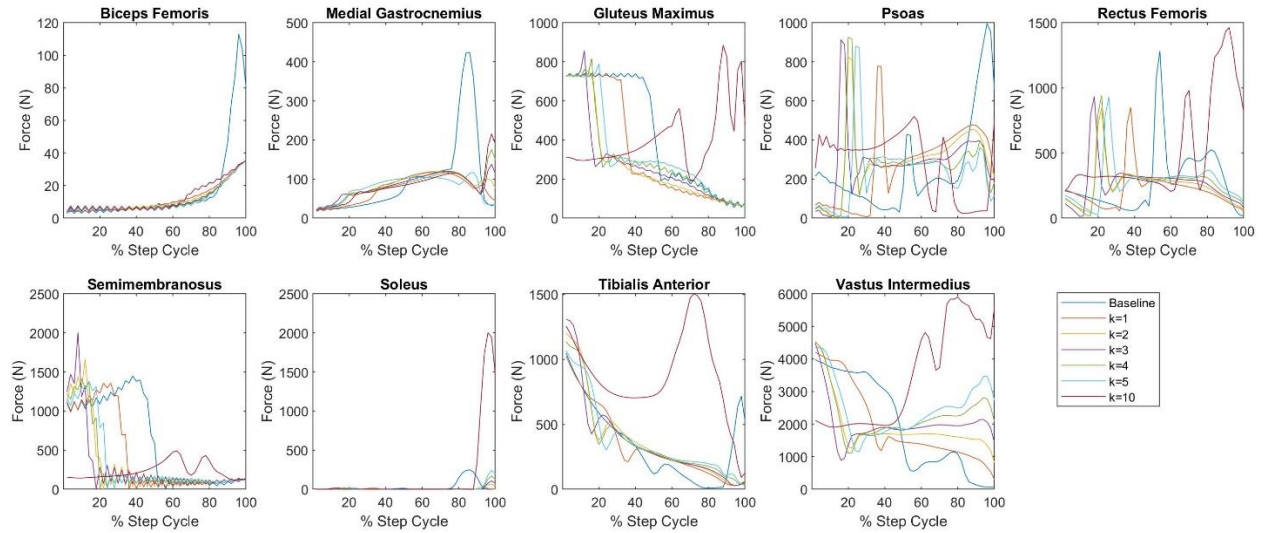 Biceps Femoris
Medial Gastrocnemius
Gluteus Maximus
Psoas
Rectus Femoris
120
100
80
60
40
20
0
Force (N)
20 40 60 80 100
% Step Cycle
500
400
300
200
100
0
Force (N)
20 40 60 80 100
% Step Cycle
1000
800
600
400
200
0
Force (N)
20 40 60 80 100
% Step Cycle
1000
800
600
400
200
0
Force (N)
20 40 60 80 100
% Step Cycle
1500
1000
500
0
Force (N)
20 40 60 80 100
% Step Cycle
Semimembranosus
Soleus
Tibialis Anterior
Vastus Intermedius
2500
2000
1500
1000
500
0
Force (N)
20 40 60 80 100
% Step Cycle
2500
2000
1500
1000
500
0
Force (N)
20 40 60 80 100
% Step Cycle
1500
1000
500
0
Force (N)
20 40 60 80 100
% Step Cycle
6000
5000
4000
3000
2000
1000
0
Force (N)
20 40 60 80 100
% Step Cycle
Baseline
k=1
k=2
k=3
k=4
k=5
k=10